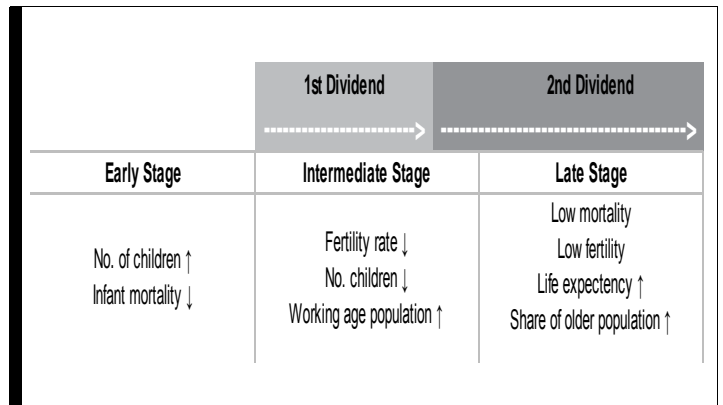 1st Dividend
2nd Dividend
Early Stage
Intermediate Stage
Late Stage
No. of children ↑
Infant mortality ↓
Fertility rate ↓
No. children ↓
Working age population ↑
Low mortality
Low fertility
Life expectency ↑
Share of older population ↑